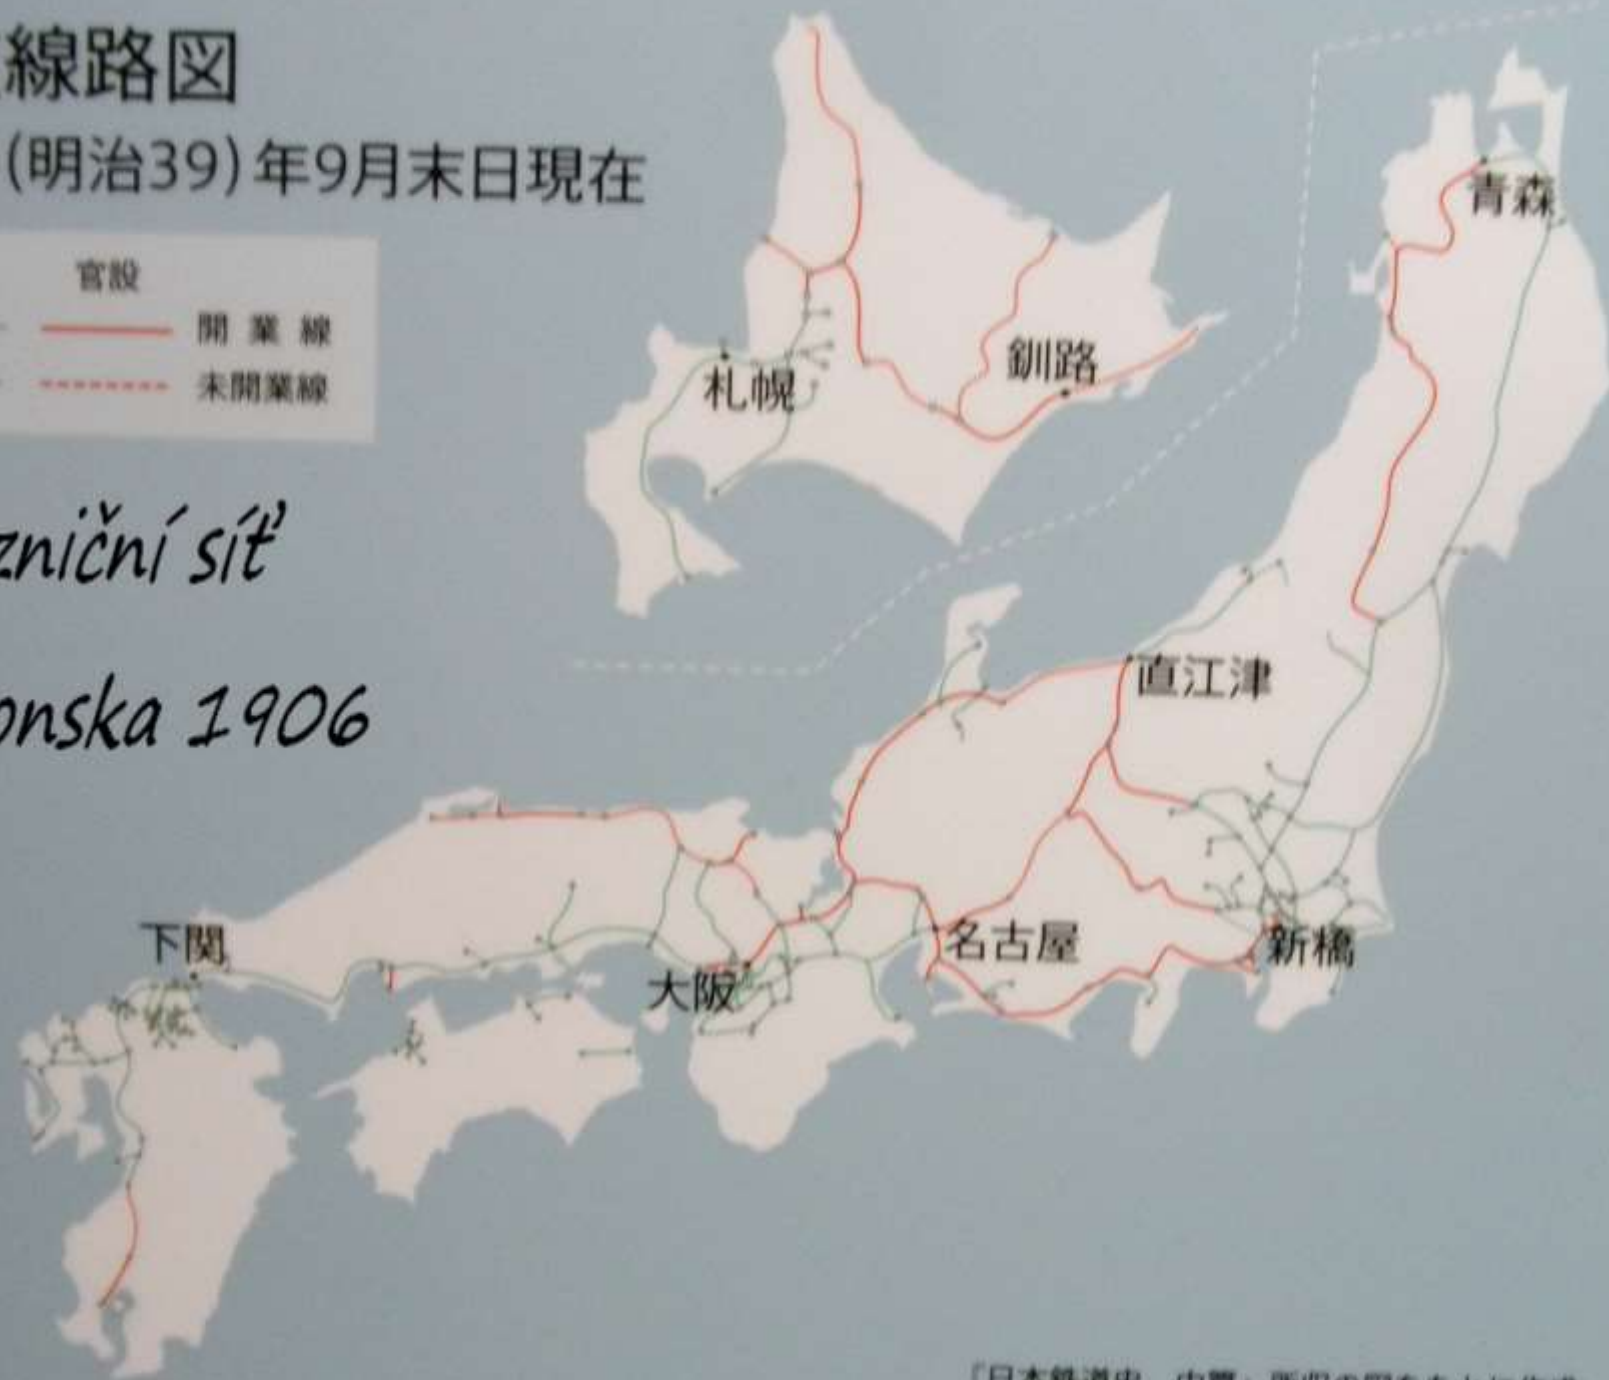 線路図
(明治39)年9月末日現在
官設
開業線
未開業線
zniční síť
onska 1906
青森
札幌
釧路
直江津
下関
大阪
名古屋
新橋